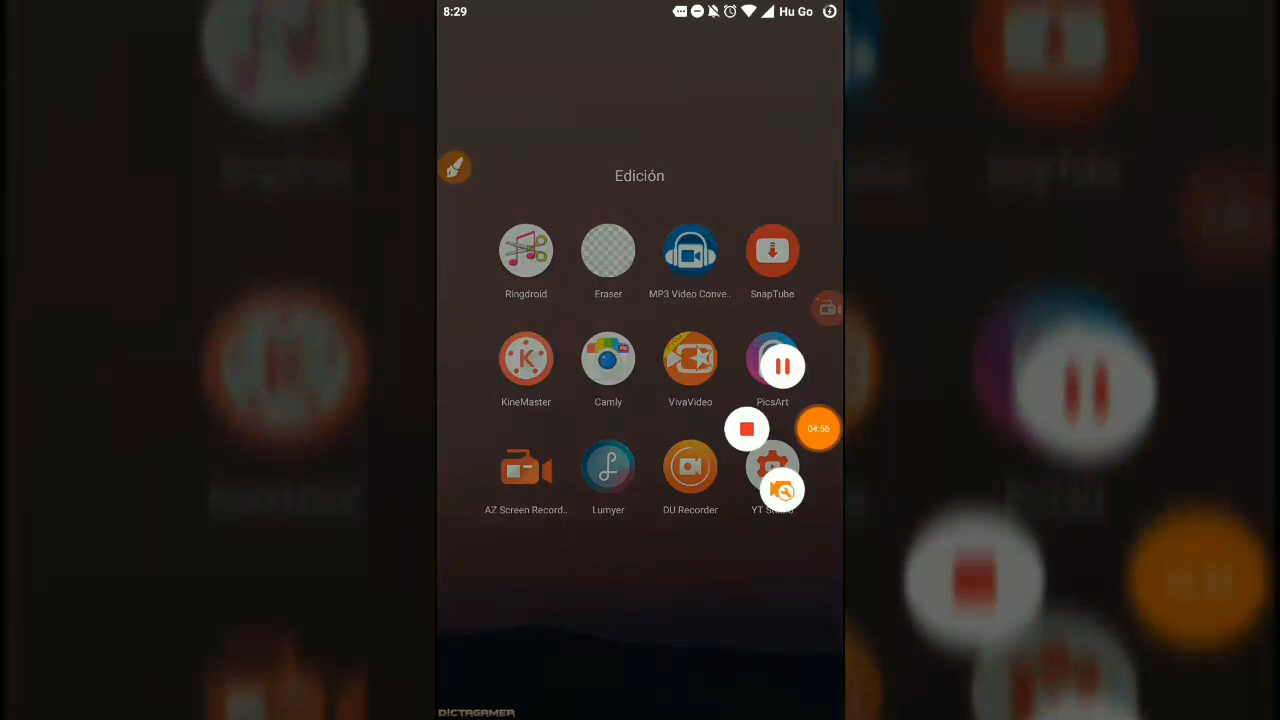 8:29 Hu Go
Edición
Ringdroid Eraser MP3 Video Conve.. SnapTube
KineMaster Camly VivaVideo PicsArt
04:56
AZ Screen Record.. Lumyer DU Recorder YT
DICTAGAMER